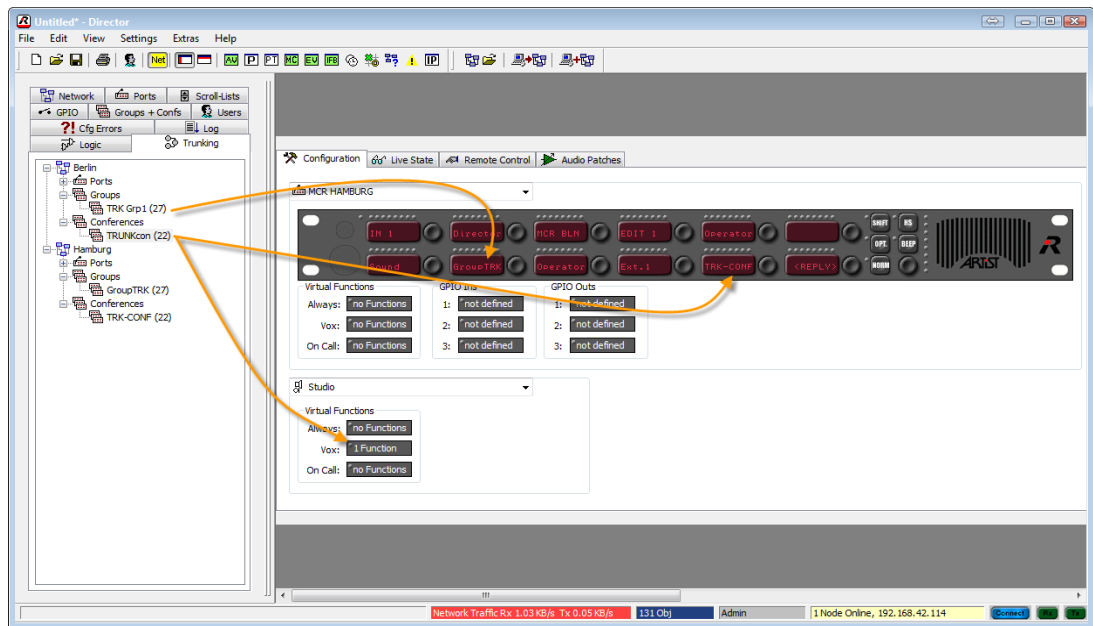 Untitled* - Director
File Edit View Settings Extras Help
Net AV P PT MC EV IFB IP
Network Ports Scroll-Lists
GPIO Groups + Confs Users
?! Cfg Errors Log
Logic Trunking
Berlin
Ports
Groups
TRK Grp1 (27)
Conferences
TRUNKcon (22)
Hamburg
Ports
Groups
GroupTRK (27)
Conferences
TRK-CONF (22)
Configuration Live State Remote Control Audio Patches
MCR HAMBURG
IN 1 Director MCR BLN EDIT 1 Operator SHIFT HS
OPT. BEEP
Sound GroupTRK Operator Ext.1 TRK-CONF <REPLY> NORM ARTIST R
Virtual Functions GPIO Ins GPIO Outs
Always: no Functions 1: not defined 1: not defined
Vox: no Functions 2: not defined 2: not defined
On Call: no Functions 3: not defined 3: not defined
Studio
Virtual Functions
Always: no Functions
Vox: 1 Function
On Call: no Functions
Network Traffic Rx 1.03 KB/s Tx 0.05 KB/s 131 Obj Admin 1 Node Online, 192.168.42.114 Connect Rx Tx